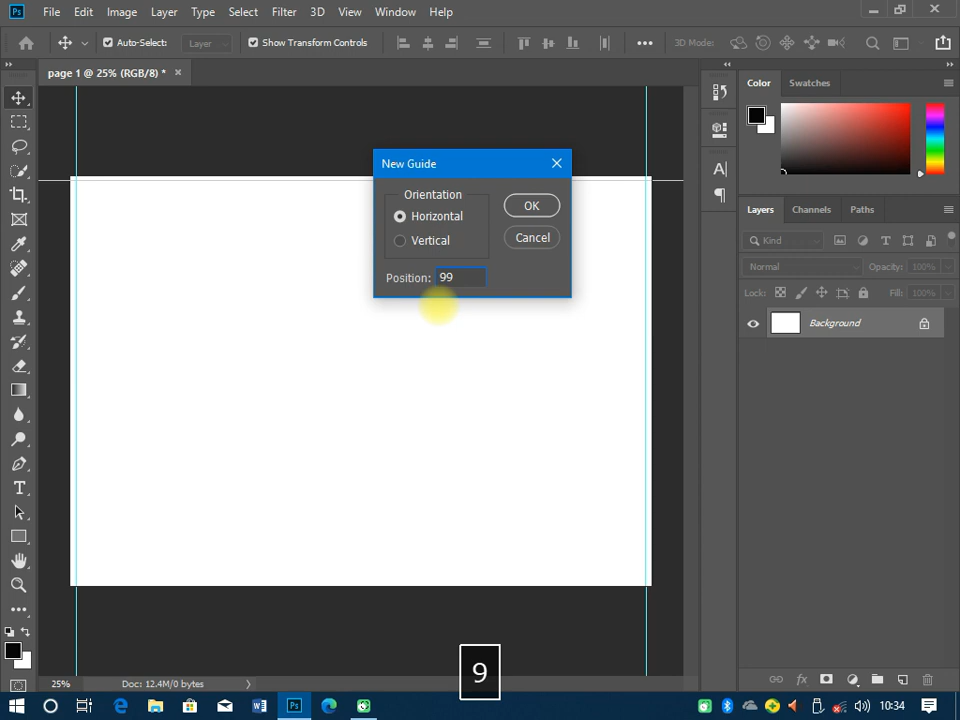 Ps File Edit Image Layer Type Select Filter 3D View Window Help
Auto-Select: Layer Show Transform Controls 3D Mode:
page 1 @ 25% (RGB/8) * ×
Color Swatches
New Guide
Orientation
Horizontal
Vertical
OK
Cancel
Position: 99
Layers Channels Paths
Kind
Normal Opacity: 100%
Lock: Fill: 100%
Background
9
25% Doc: 12.4M/0 bytes
10:34